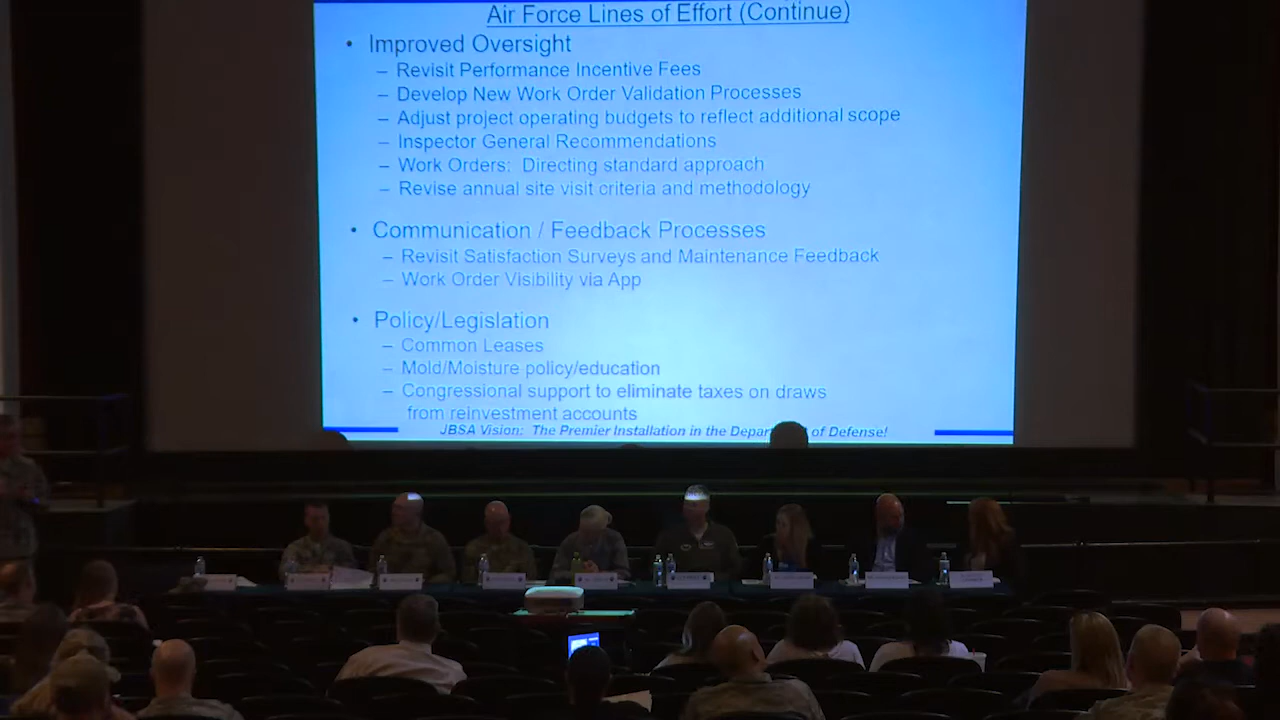 Air Force Lines of Effort (Continue)
• Improved Oversight
– Revisit Performance Incentive Fees
– Develop New Work Order Validation Processes
– Adjust project operating budgets to reflect additional scope
– Inspector General Recommendations
– Work Orders: Directing standard approach
– Revise annual site visit criteria and methodology
• Communication / Feedback Processes
– Revisit Satisfaction Surveys and Maintenance Feedback
– Work Order Visibility via App
• Policy/Legislation
– Common Leases
– Mold/Moisture policy/education
– Congressional support to eliminate taxes on draws
from reinvestment accounts
JBSA Vision: The Premier Installation in the Depar of Defense!